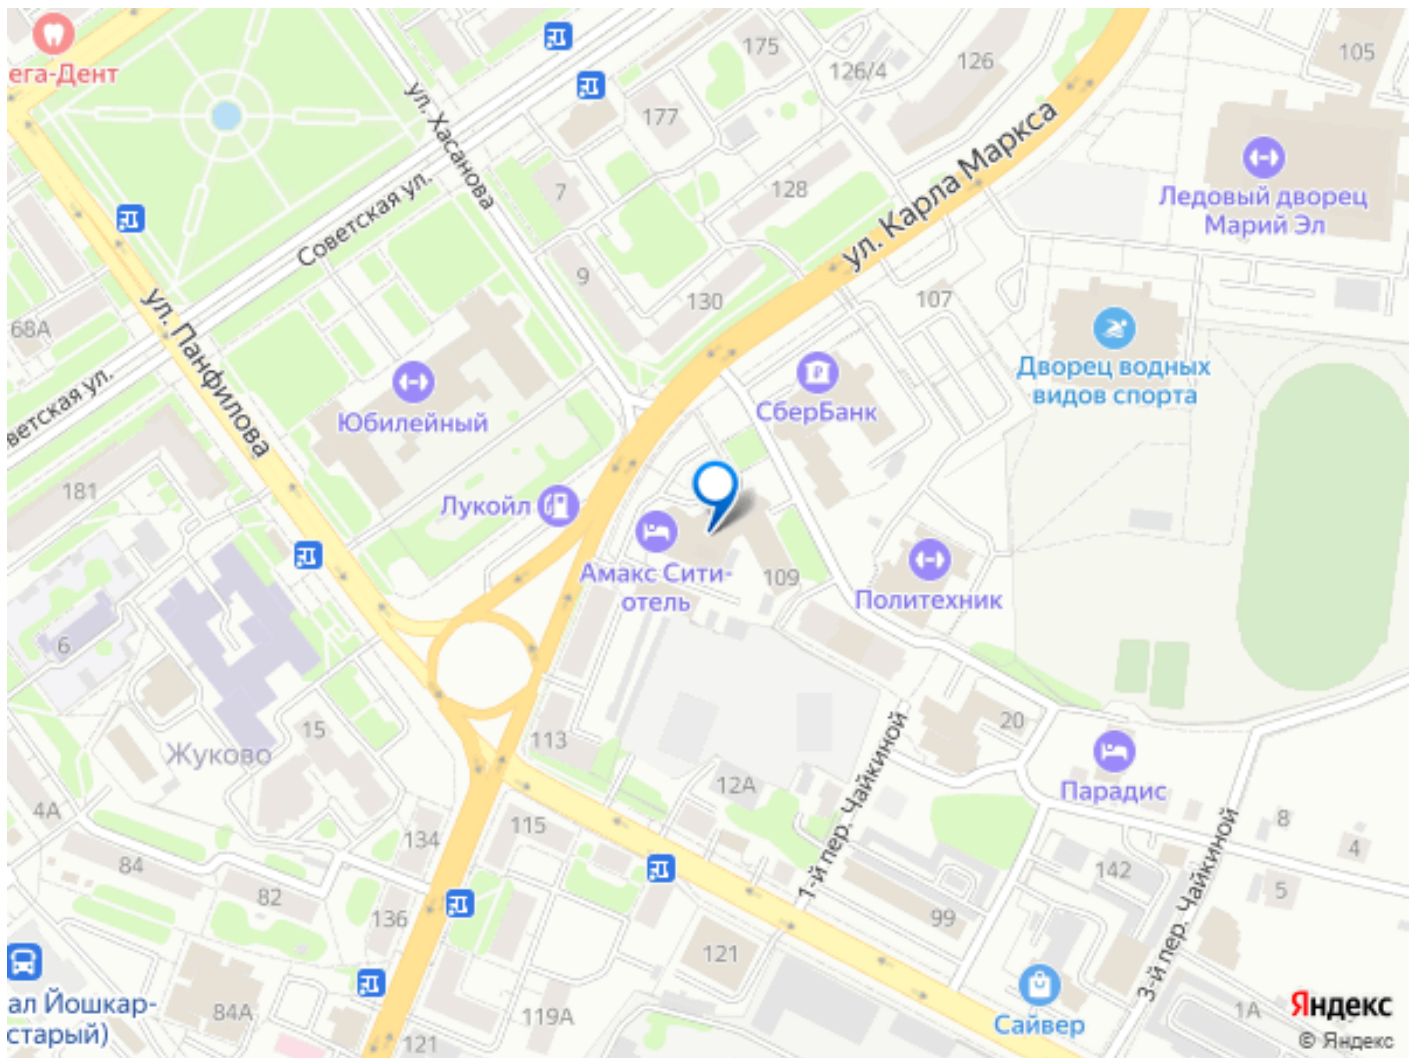 ега-Дент
175
126/4
126
105
177
ул. Хасанова
ул. Карла Маркса
7
128
Ледовый дворец
Марий Эл
Советская ул.
9
130
107
68А
ул. Панфилова
Дворец водных
видов спорта
СберБанк
Юбилейный
ветская ул.
181
Лукойл
Амакс Сити-
отель
109
Политехник
6
15
113
20
Жуково
12А
1-й пер. Чайкиной
Парадис
4А
134
115
8
4
84
142
3-й пер. Чайкиной
82
136
99
5
121
ал Йошкар-
старый)
84А
119А
121
Сайвер
1А
Яндекс
© Яндекс